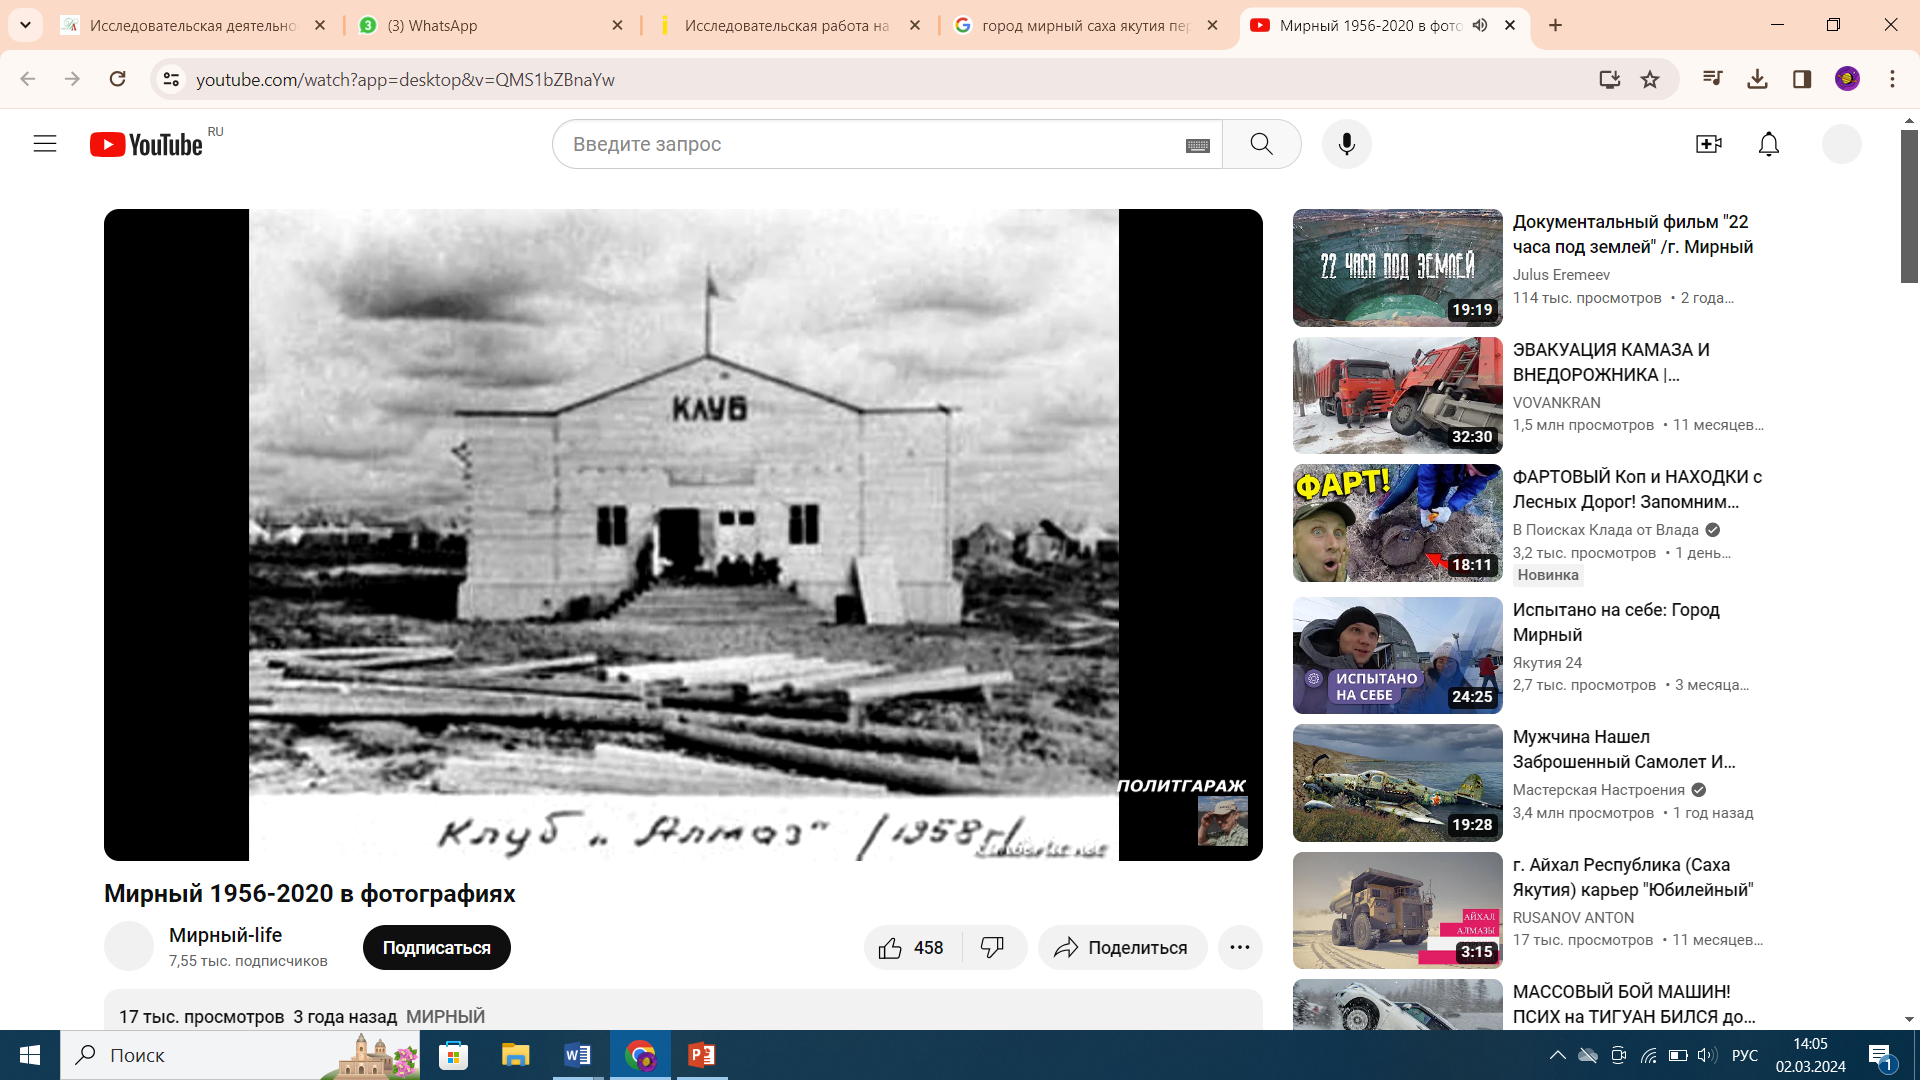 Исследовательская деятельно
(3) WhatsApp
Исследовательская работа на
город мирный саха якутия пер
Мирный 1956-2020 в фото
youtube.com/watch?app=desktop&v=QMS1bZBnaYw
YouTube RU
Введите запрос
КЛУБ
ПОЛИТГАРАЖ
Клуб „Алмаз" /1958г/
kimberlit.net
Мирный 1956-2020 в фотографиях
Мирный-life
7,55 тыс. подписчиков
Подписаться
458
Поделиться
17 тыс. просмотров 3 года назад МИРНЫЙ
22 ЧАСА ПОД ЗЕМЛЕЙ
19:19
Документальный фильм "22
часа под землей" /г. Мирный
Julus Eremeev
114 тыс. просмотров • 2 года...
32:30
ЭВАКУАЦИЯ КАМАЗА И
ВНЕДОРОЖНИКА |...
VOVANKRAN
1,5 млн просмотров • 11 месяцев...
ФАРТ!
18:11
ФАРТОВЫЙ Коп и НАХОДКИ с
Лесных Дорог! Запомним...
В Поисках Клада от Влада
3,2 тыс. просмотров • 1 день...
Новинка
ИСПЫТАНО
НА СЕБЕ
24:25
Испытано на себе: Город
Мирный
Якутия 24
2,7 тыс. просмотров • 3 месяца...
19:28
Мужчина Нашел
Заброшенный Самолет И...
Мастерская Настроения
3,4 млн просмотров • 1 год назад
АЙХАЛ
АЛМАЗЫ
3:15
г. Айхал Республика (Саха
Якутия) карьер "Юбилейный"
RUSANOV ANTON
17 тыс. просмотров • 11 месяцев...
МАССОВЫЙ БОЙ МАШИН!
ПСИХ на ТИГУАН БИЛСЯ до...
Поиск
РУС
14:05
02.03.2024
1